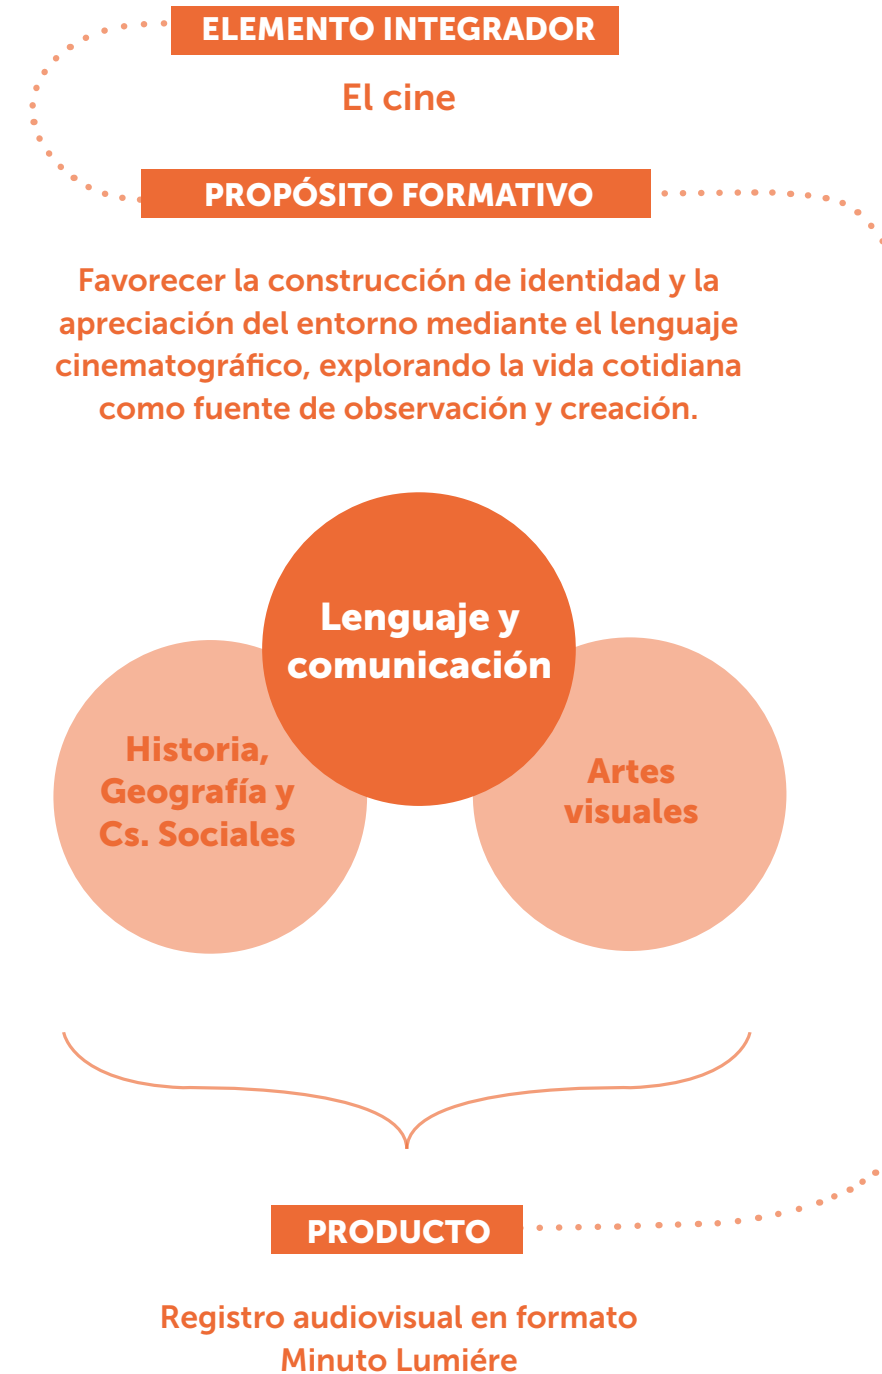 ELEMENTO INTEGRADOR
El cine
PROPÓSITO FORMATIVO
Favorecer la construcción de identidad y la
apreciación del entorno mediante el lenguaje
cinematográfico, explorando la vida cotidiana
como fuente de observación y creación.
Lenguaje y
comunicación
Historia,
Geografía y
Cs. Sociales
Artes
visuales
PRODUCTO
Registro audiovisual en formato
Minuto Lumiére